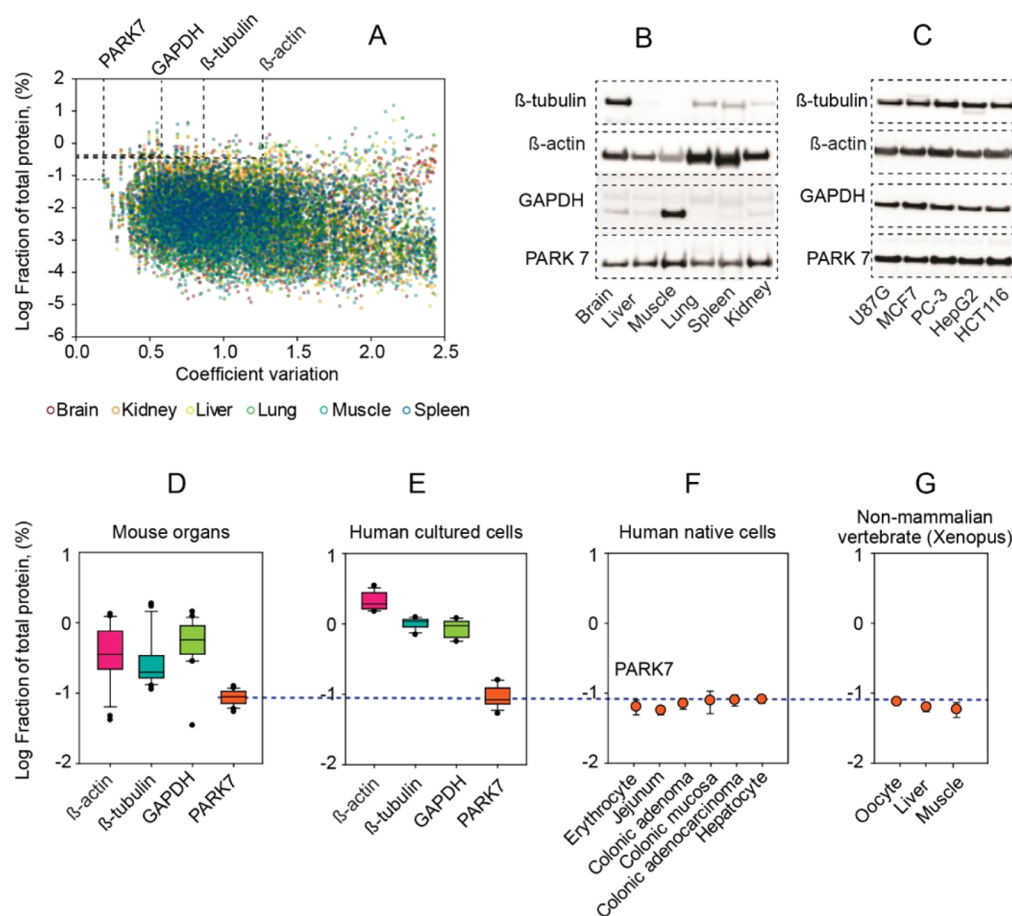 A
PARK7
GAPDH
ß-tubulin
ß-actin
Log Fraction of total protein, (%)
2
1
0
-1
-2
-3
-4
-5
-6
0.0 0.5 1.0 1.5 2.0 2.5
Coefficient variation
Brain Kidney Liver Lung Muscle Spleen
B
ß-tubulin
ß-actin
GAPDH
PARK 7
Brain
Liver
Muscle
Lung
Spleen
Kidney
C
ß-tubulin
ß-actin
GAPDH
PARK 7
U87G
MCF7
PC-3
HepG2
HCT116
D
Mouse organs
Log Fraction of total protein, (%)
1
0
-1
-2
ß-actin
ß-tubulin
GAPDH
PARK7
E
Human cultured cells
1
0
-1
-2
ß-actin
ß-tubulin
GAPDH
PARK7
F
Human native cells
1
0
-1
-2
PARK7
Erythrocyte
Jejunum
Colonic adenoma
Colonic mucosa
Colonic adenocarcinoma
Hepatocyte
G
Non-mammalian
vertebrate (Xenopus)
1
0
-1
-2
Oocyte
Liver
Muscle